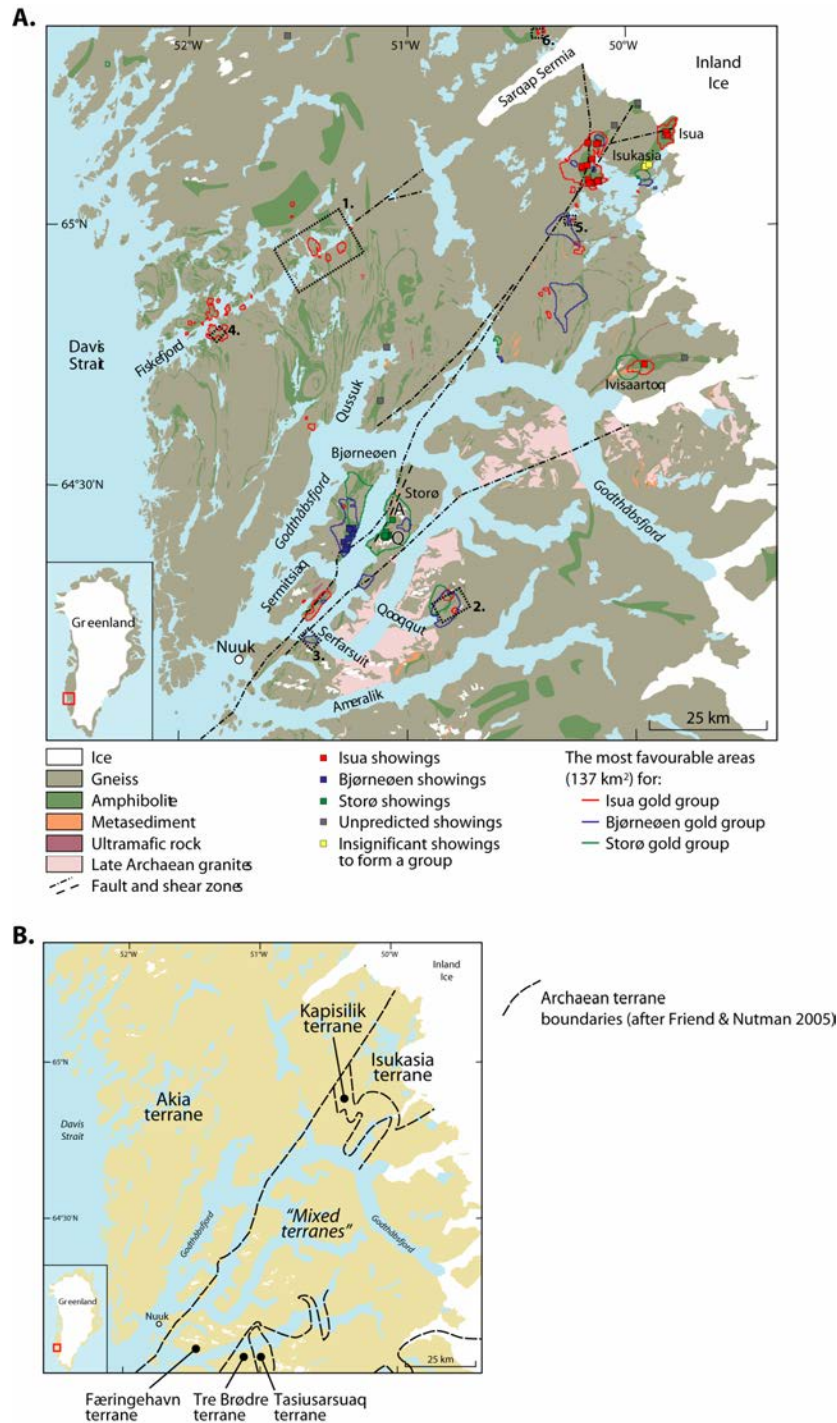 A.
52°W
51°W
50°W
6.
Inland
Ice
Sarqap Sermia
Isua
Isukasia
1.
65°N
5.
4.
Davis
Strait
Fiskefjord
Qussuk
Ivisaartoq
Bjørneøen
64°30'N
Storø
A
Q
Godthåbsfjord
Godthåbsfjord
Sermitsiaq
2.
Qooqqut
Greenland
Nuuk
3.
Serfarsuit
Ameralik
25 km
Ice
Gneiss
Amphibolite
Metasediment
Ultramafic rock
Late Archaean granites
Fault and shear zones
Isua showings
Bjørneøen showings
Storø showings
Unpredicted showings
Insignificant showings
to form a group
The most favourable areas
(137 km²) for:
Isua gold group
Bjørneøen gold group
Storø gold group
B.
52°W
51°W
50°W
Inland
Ice
Kapisilik
terrane
Isukasia
terrane
65°N
Akia
terrane
Davis
Strait
"Mixed
terranes"
64°30'N
Godthåbsfjord
Godthåbsfjord
Greenland
Nuuk
25 km
Færingehavn
terrane
Tre Brødre
terrane
Tasiusarsuaq
terrane
Archaean terrane
boundaries (after Friend & Nutman 2005)